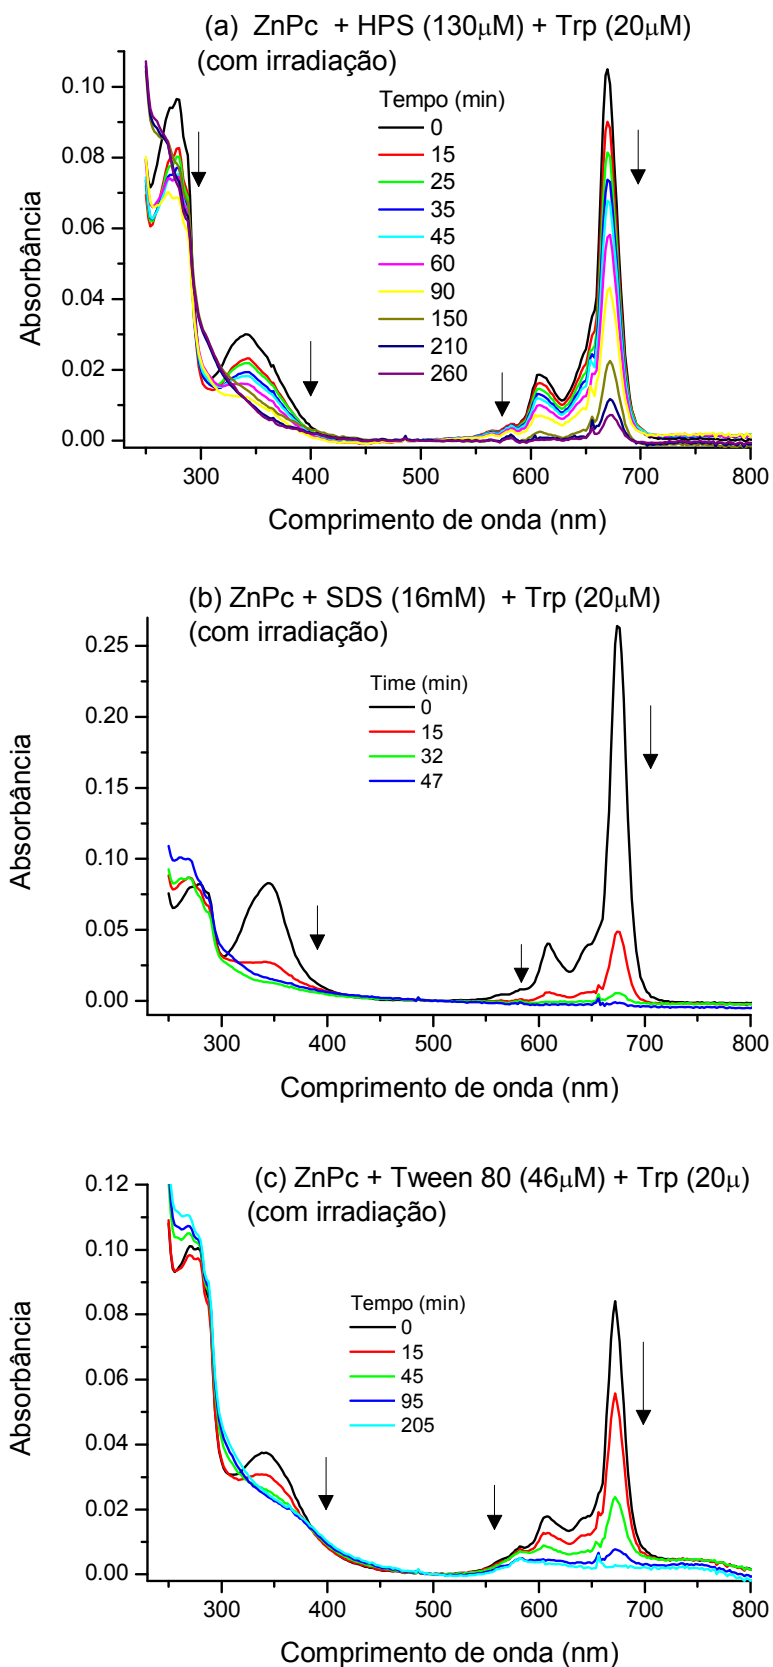 (a) ZnPc + HPS (130μM) + Trp (20μM)
(com irradiação)
Tempo (min)
0
15
25
35
45
60
90
150
210
260
0.10
0.08
0.06
0.04
0.02
0.00
Absorbância
300 400 500 600 700 800
Comprimento de onda (nm)
(b) ZnPc + SDS (16mM) + Trp (20μM)
(com irradiação)
Time (min)
0
15
32
47
0.25
0.20
0.15
0.10
0.05
0.00
Absorbância
300 400 500 600 700 800
Comprimento de onda (nm)
(c) ZnPc + Tween 80 (46μM) + Trp (20μ)
(com irradiação)
Tempo (min)
0
15
45
95
205
0.12
0.10
0.08
0.06
0.04
0.02
0.00
Absorbância
300 400 500 600 700 800
Comprimento de onda (nm)